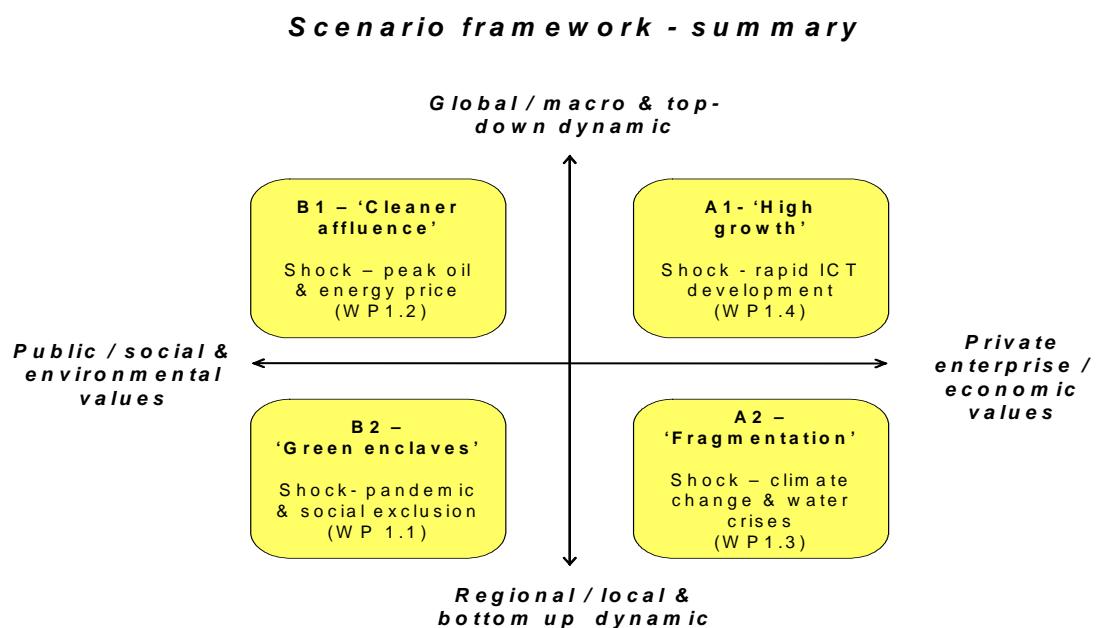 Scenario framework - summary
Global / macro & top-
down dynamic
B1 – ‘Cleaner
affluence’
Shock – peak oil
& energy price
(WP1.2)
A1- ‘High
growth’
Shock - rapid ICT
development
(WP1.4)
Public / social &
environmental
values
Private
enterprise /
economic
values
B2 –
‘Green enclaves’
Shock- pandemic
& social exclusion
(WP 1.1)
A2 –
‘Fragmentation’
Shock – climate
change & water
crises
(WP1.3)
Regional / local &
bottom up dynamic